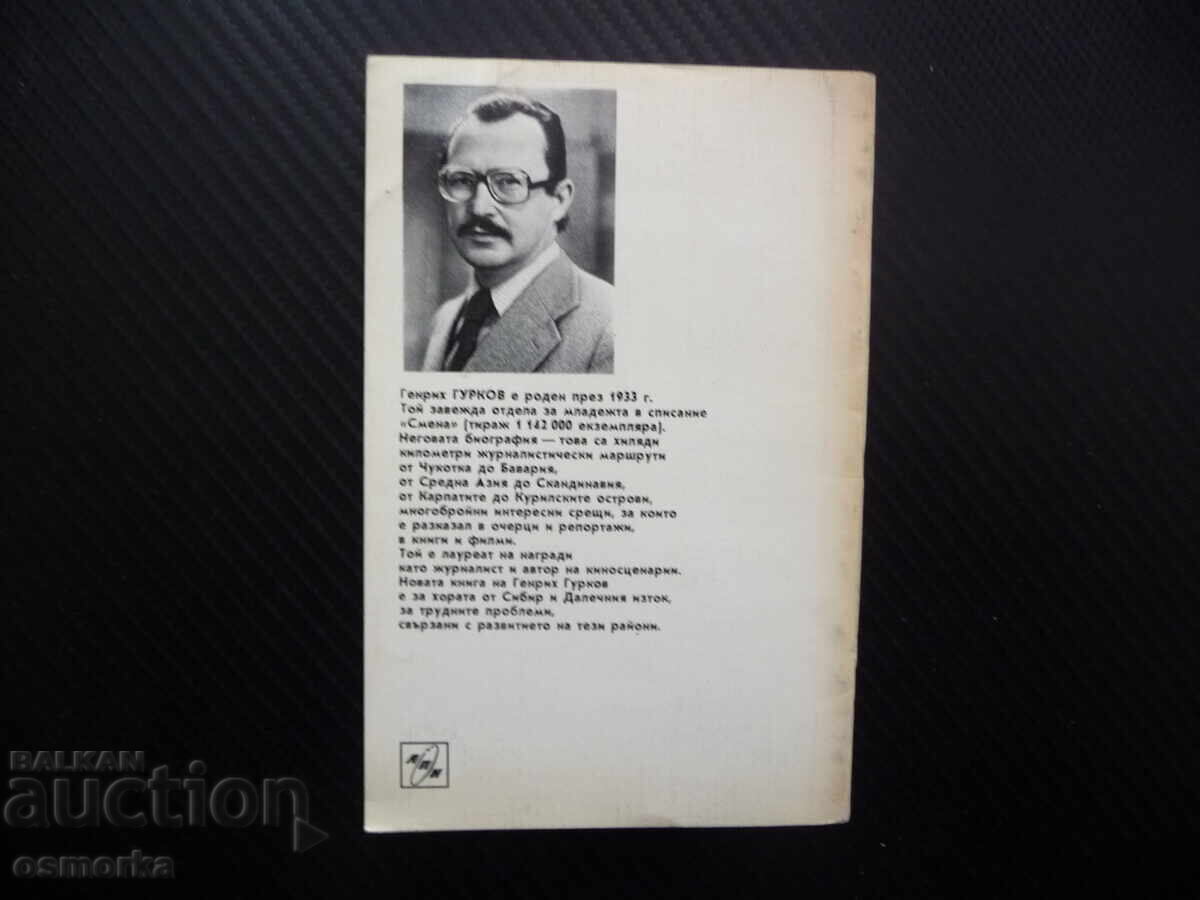 Генрих ГУРКОВ е роден през 1933 г.
Той завежда отдела за младежта в списание
«Смена» (тираж 1 142 000 екземпляра).
Неговата биография — това са хиляди
километри журналистически маршрути
от Чукотка до Бавария,
от Средна Азия до Скандинавия,
от Карпатите до Курилските острови,
многобройни интересни срещи, за които
е разказал в очерци и репортажи,
в книги и филми.
Той е лауреат на награди
като журналист и автор на киносценарии.
Новата книга на Генрих Гурков
е за хората от Сибир и Далечния изток,
за трудните проблеми,
свързани с развитието на тези райони.
АПН
BALKAN
auction
osmorka